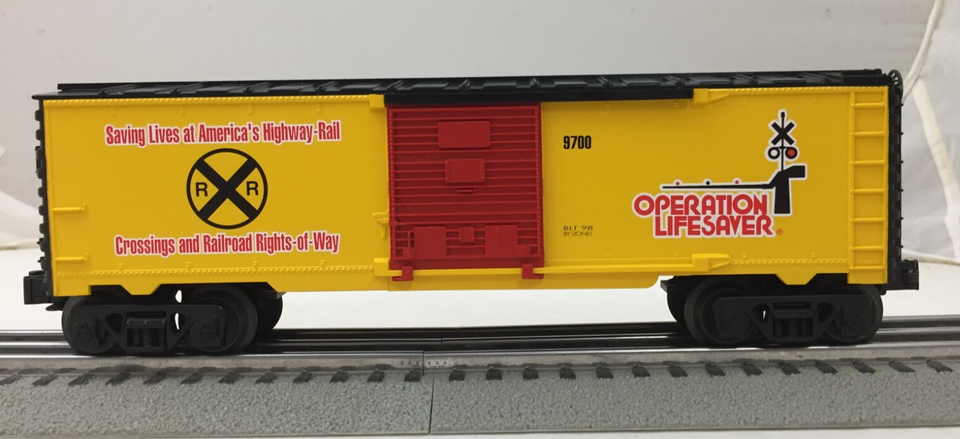 Saving Lives at America's Highway-Rail
R R
Crossings and Railroad Rights-of-Way
9700
BLT 98
BY LIONEL
OPERATION
LIFESAVER